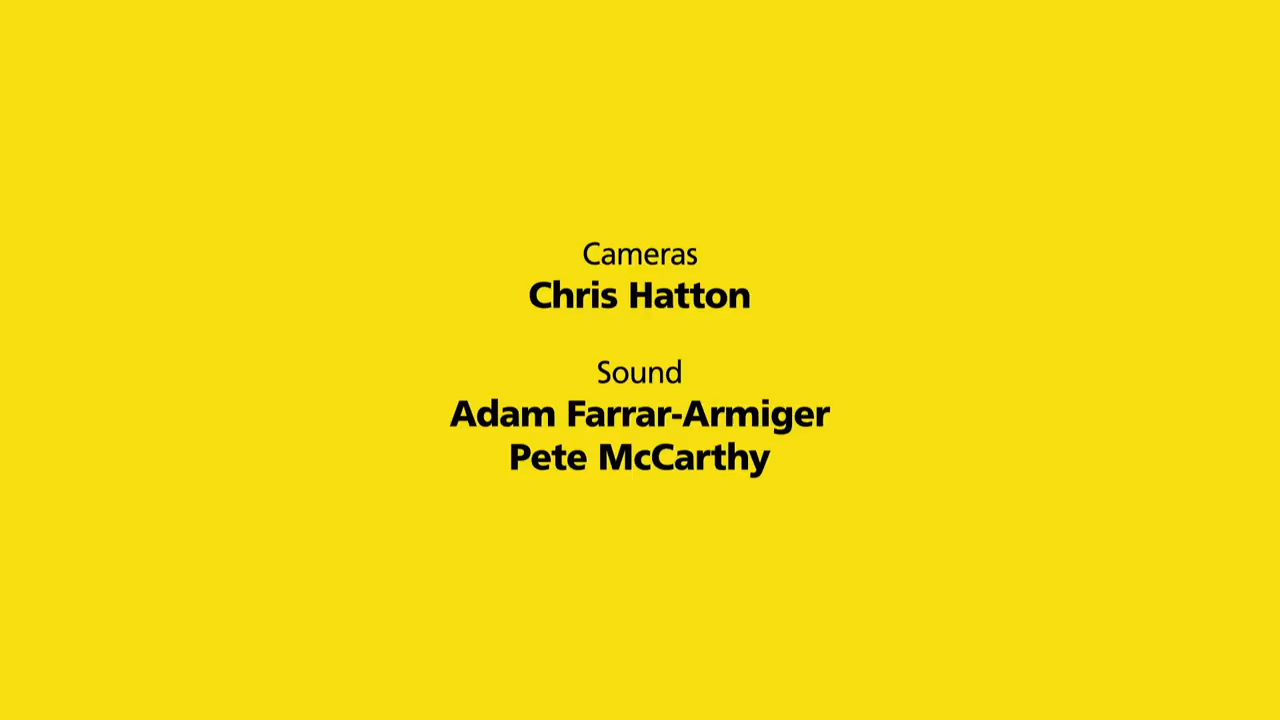 Cameras
Chris Hatton
Sound
Adam Farrar-Armiger
Pete McCarthy